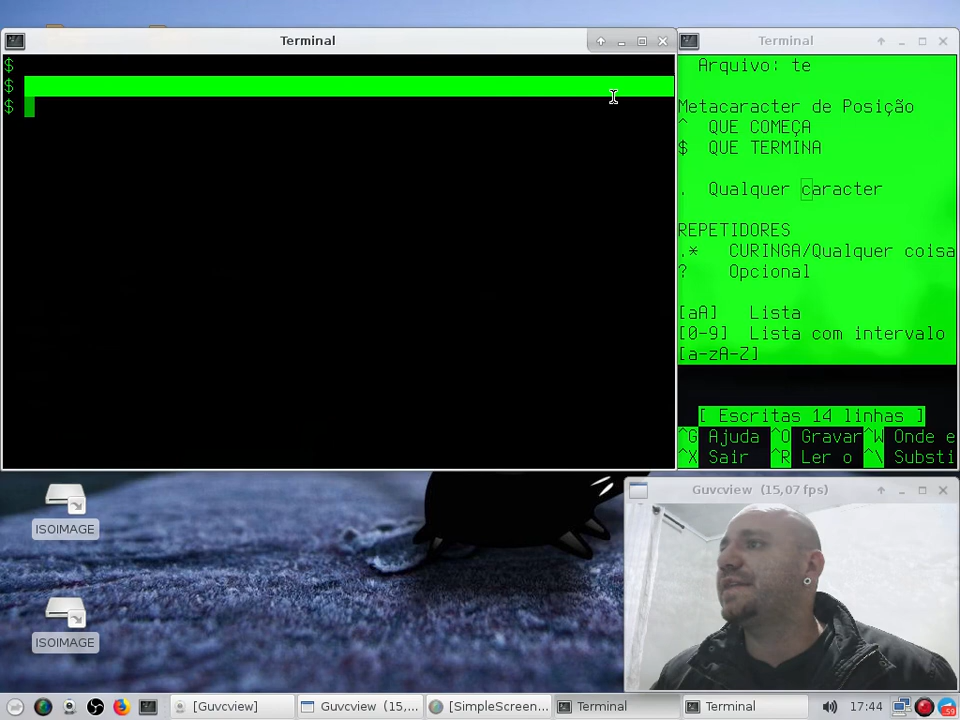 Terminal
$
$
$
Terminal
Arquivo: te
Metacaracter de Posição
^ QUE COMEÇA
$ QUE TERMINA
. Qualquer caracter
REPETIDORES
.* CURINGA/Qualquer coisa
? Opcional
[aA] Lista
[0-9] Lista com intervalo
[a-zA-Z]
[ Escritas 14 linhas ]
^G Ajuda ^O Gravar ^W Onde e
^X Sair ^R Ler o ^\ Substi
ISOIMAGE
ISOIMAGE
Guvcview (15,07 fps)
[Guvcview]
Guvcview (15,...
[SimpleScreen...
Terminal
Terminal
17:44
59